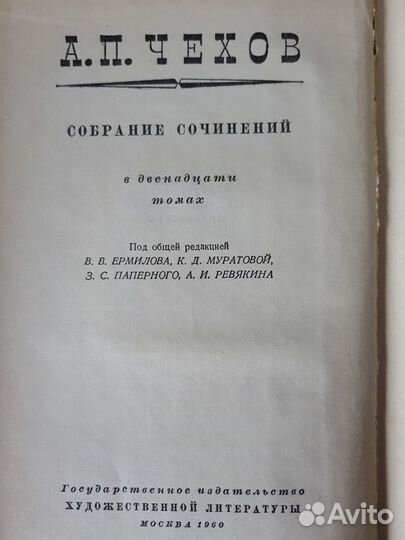 А. П. ЧЕХОВ
СОБРАНИЕ СОЧИНЕНИЙ
в двенадцати
томах
Под общей редакцией
В. В. ЕРМИЛОВА, К. Д. МУРАТОВОЙ,
З. С. ПАПЕРНОГО, А. И. РЕВЯКИНА
Государственное издательство
ХУДОЖЕСТВЕННОЙ ЛИТЕРАТУРЫ
МОСКВА 1960
Avito